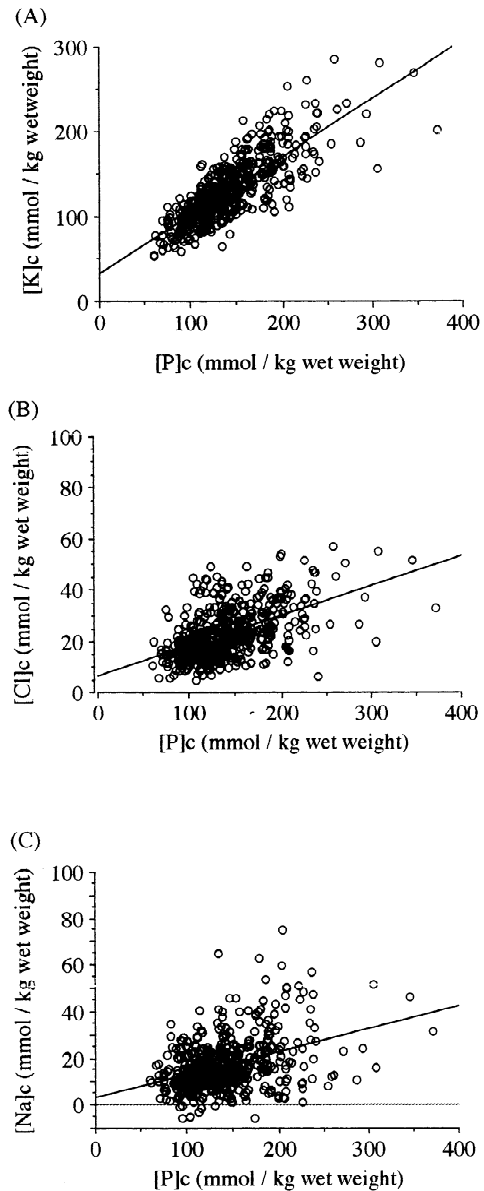 (A)
[K]c (mmol / kg wetweight)
300
200
100
0
0 100 200 300 400
[P]c (mmol / kg wet weight)
(B)
[Cl]c (mmol / kg wet weight)
100
80
60
40
20
0
0 100 200 300 400
[P]c (mmol / kg wet weight)
(C)
[Na]c (mmol / kg wet weight)
100
80
60
40
20
0
0 100 200 300 400
[P]c (mmol / kg wet weight)